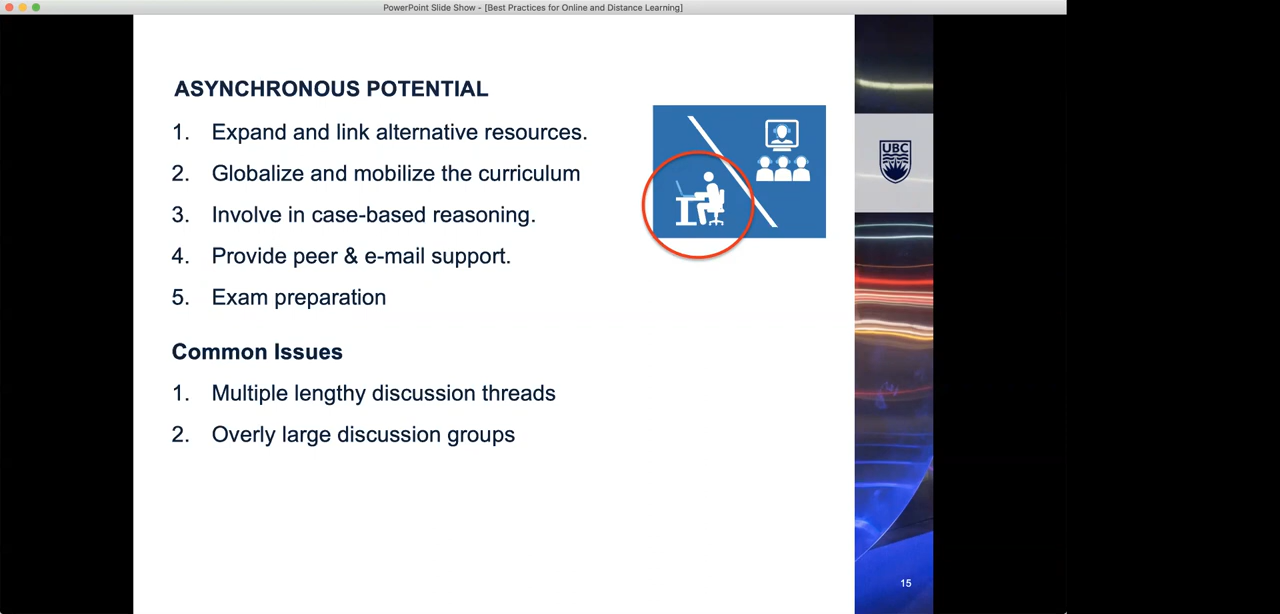 PowerPoint Slide Show - [Best Practices for Online and Distance Learning]
ASYNCHRONOUS POTENTIAL
1. Expand and link alternative resources.
2. Globalize and mobilize the curriculum
3. Involve in case-based reasoning.
4. Provide peer & e-mail support.
5. Exam preparation
Common Issues
1. Multiple lengthy discussion threads
2. Overly large discussion groups
UBC
15